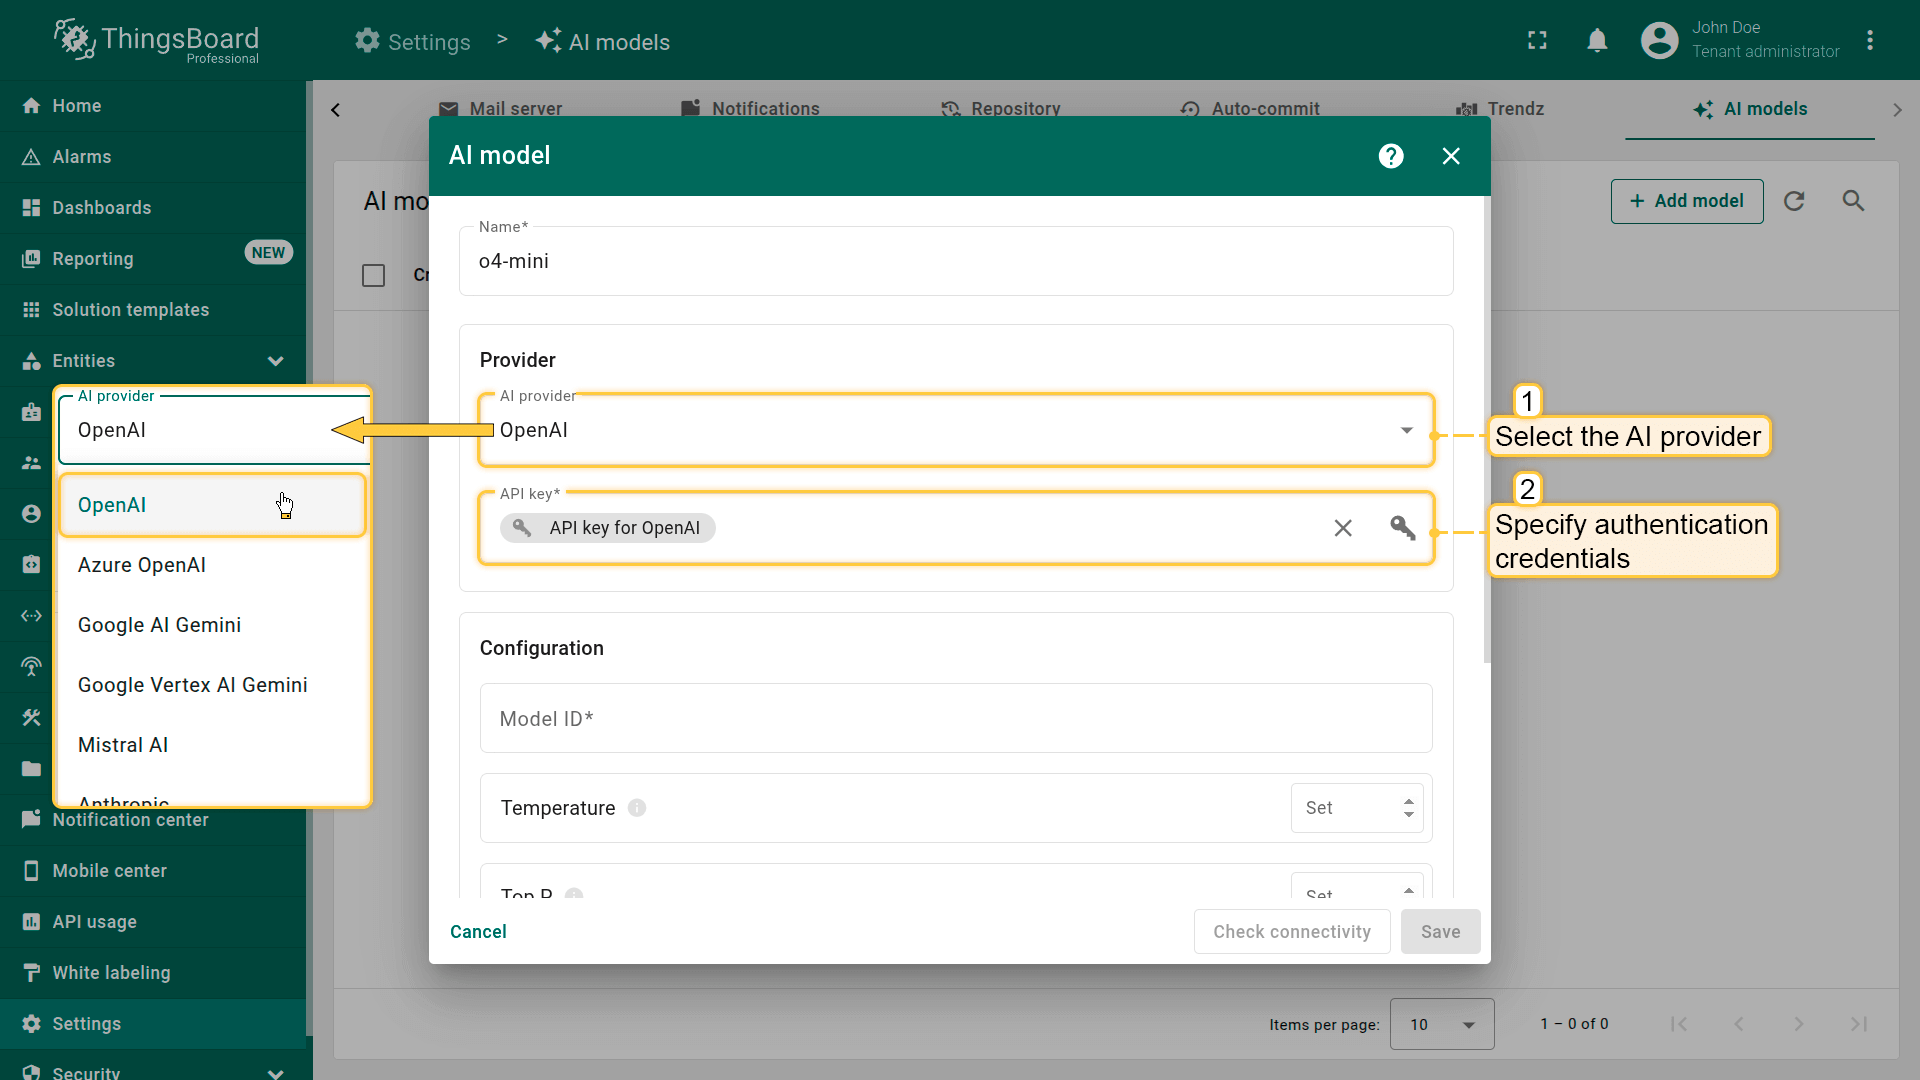 ThingsBoard
Professional
Settings > AI models
John Doe
Tenant administrator
Home
Alarms
Dashboards
Reporting NEW
Solution templates
Entities
Notification center
Mobile center
API usage
White labeling
Settings
Security
Mail server
Notifications
Repository
Auto-commit
Trendz
AI models
AI mo
+ Add model
Cr
AI model
Name*
o4-mini
Provider
AI provider
OpenAI
API key*
API key for OpenAI
Configuration
Model ID*
Temperature
Set
Top P
Set
Cancel
Check connectivity
Save
AI provider
OpenAI
OpenAI
Azure OpenAI
Google AI Gemini
Google Vertex AI Gemini
Mistral AI
Anthropic
1
Select the AI provider
2
Specify authentication
credentials
Items per page: 10
1 – 0 of 0